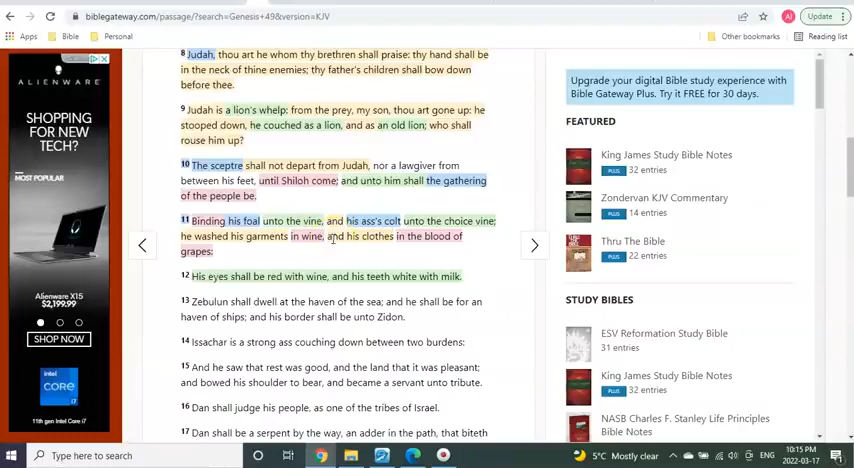 biblegateway.com/passage/?search=Genesis+49&version=KJV
Update
Apps
Bible
Personal
Other bookmarks
Reading list
ALIENWARE
SHOPPING
FOR NEW
TECH?
MOST POPULAR
Alienware X15
$2,199.99
SHOP NOW
intel
CORE
i7
11th gen Intel Core i7
8 Judah, thou art he whom thy brethren shall praise: thy hand shall be
in the neck of thine enemies; thy father's children shall bow down
before thee.
9 Judah is a lion's whelp: from the prey, my son, thou art gone up: he
stooped down, he couched as a lion, and as an old lion; who shall
rouse him up?
10 The sceptre shall not depart from Judah, nor a lawgiver from
between his feet, until Shiloh come; and unto him shall the gathering
of the people be.
11 Binding his foal unto the vine, and his ass's colt unto the choice vine;
he washed his garments in wine, and his clothes in the blood of
grapes:
12 His eyes shall be red with wine, and his teeth white with milk.
13 Zebulun shall dwell at the haven of the sea; and he shall be for an
haven of ships; and his border shall be unto Zidon.
14 Issachar is a strong ass couching down between two burdens:
15 And he saw that rest was good, and the land that it was pleasant;
and bowed his shoulder to bear, and became a servant unto tribute.
16 Dan shall judge his people, as one of the tribes of Israel.
17 Dan shall be a serpent by the way, an adder in the path, that biteth
Upgrade your digital Bible study experience with
Bible Gateway Plus. Try it FREE for 30 days.
FEATURED
King James Study Bible Notes
PLUS 32 entries
Zondervan KJV Commentary
PLUS 14 entries
Thru The Bible
PLUS 22 entries
STUDY BIBLES
ESV Reformation Study Bible
31 entries
King James Study Bible Notes
PLUS 32 entries
NASB Charles F. Stanley Life Principles
Bible Notes
Type here to search
5°C Mostly clear
ENG
10:15 PM
2022-03-17